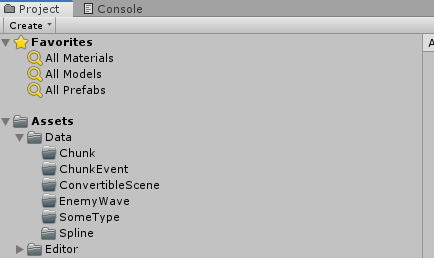 Project Console
Create
A
Favorites
All Materials
All Models
All Prefabs
Assets
Data
Chunk
ChunkEvent
ConvertibleScene
EnemyWave
SomeType
Spline
Editor